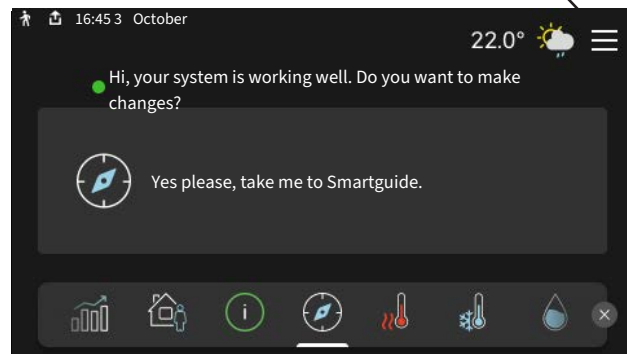 16:45 3 October
22.0°
Hi, your system is working well. Do you want to make
changes?
Yes please, take me to Smartguide.
i